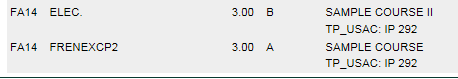 FA14 ELEC. 3.00 B SAMPLE COURSE II
TP_USAC: IP 292
FA14 FRENEXCP2 3.00 A SAMPLE COURSE
TP_USAC: IP 292